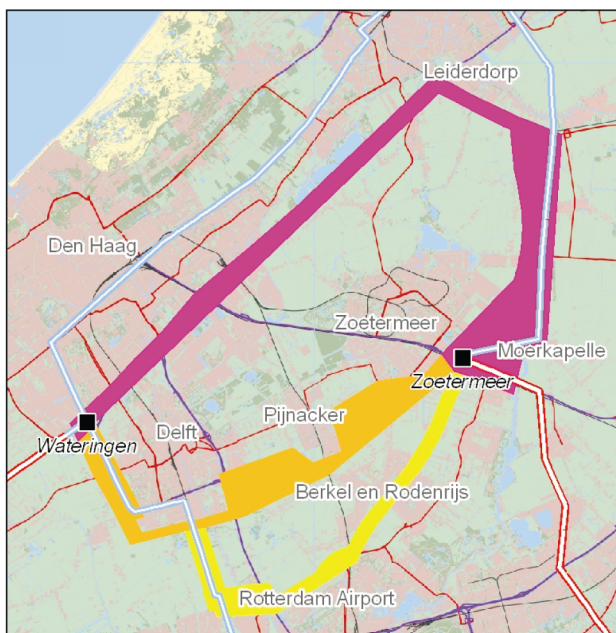 Leiderdorp
Den Haag
Zoetermeer
Moerkapelle
Zoetermeer
Pijnacker
Wateringen
Delft
Berkel en Rodenrijs
Rotterdam Airport